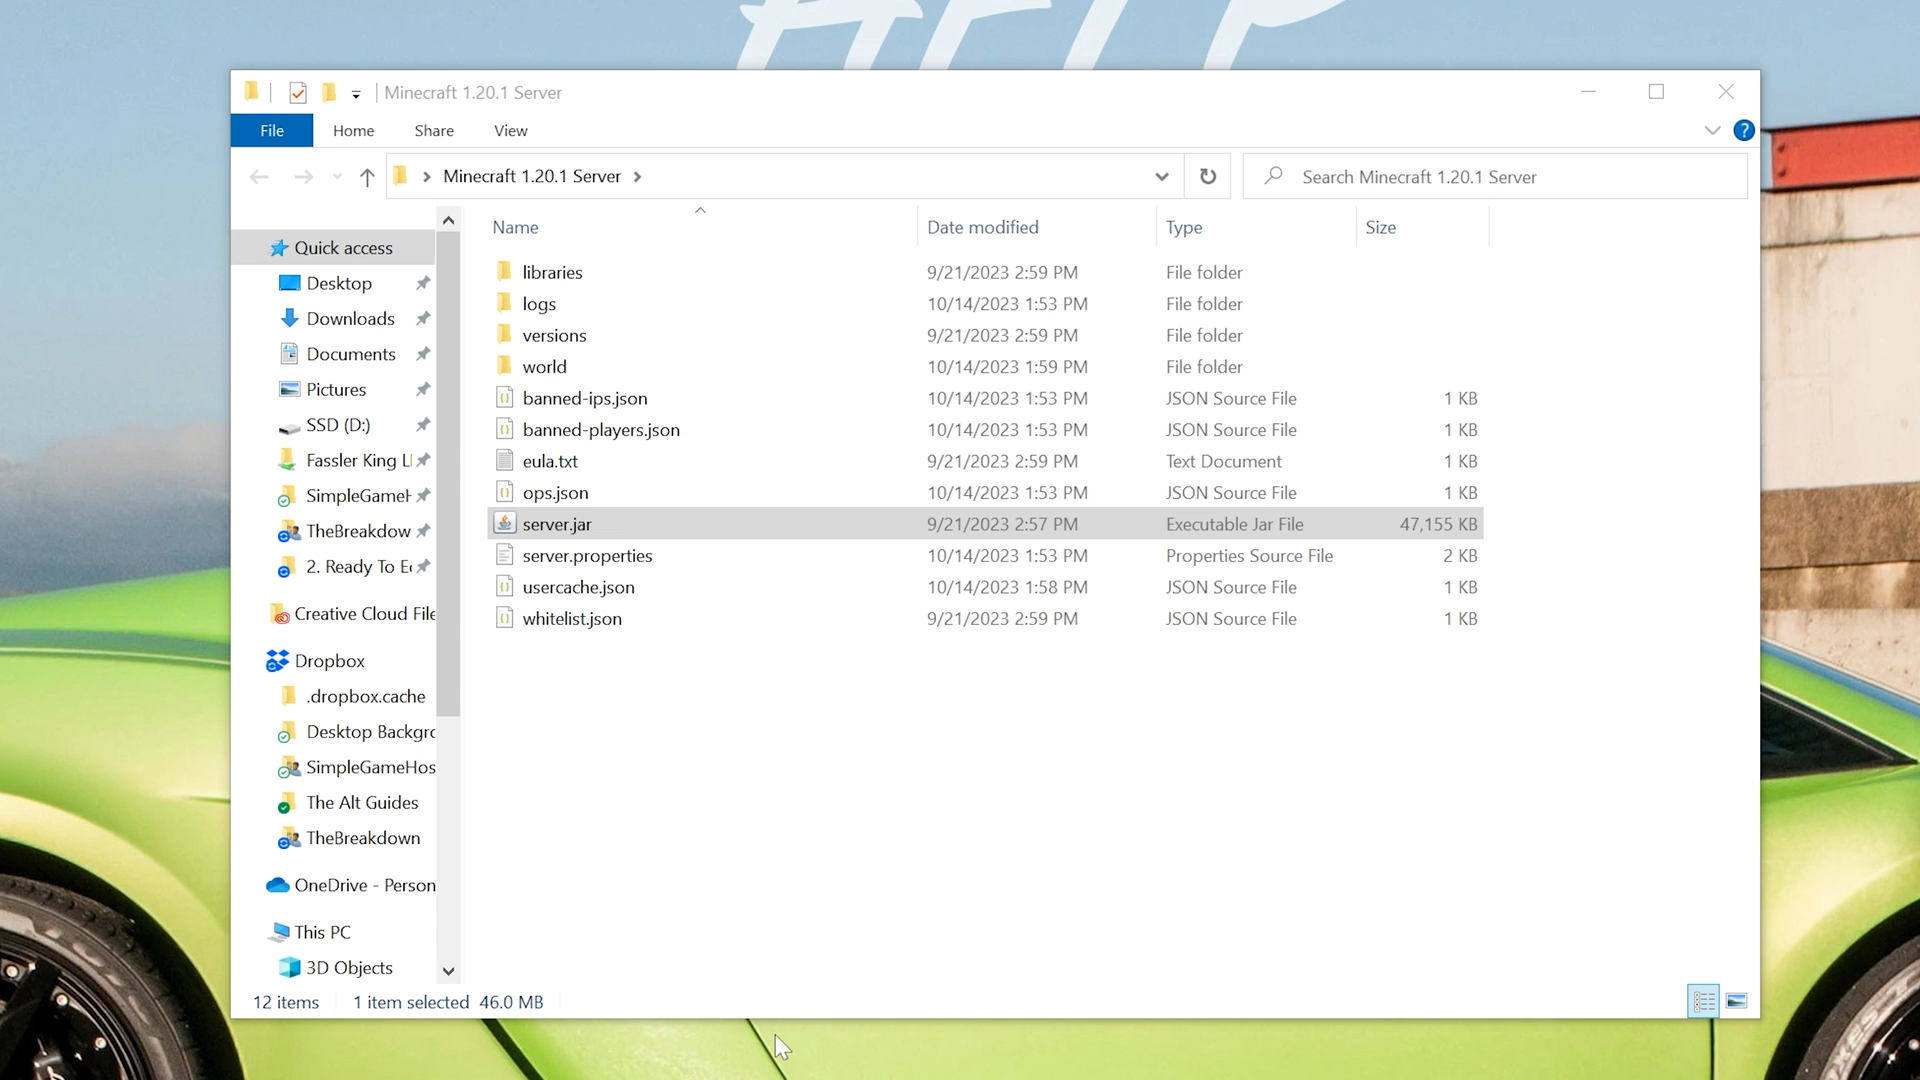 HELP
Minecraft 1.20.1 Server
File Home Share View
?
Minecraft 1.20.1 Server
Search Minecraft 1.20.1 Server
Name Date modified Type Size
Quick access
Desktop
Downloads
Documents
Pictures
SSD (D:)
Fassler King Ll
SimpleGameH
TheBreakdow
2. Ready To Ec
Creative Cloud File
Dropbox
.dropbox.cache
Desktop Backgro
SimpleGameHos
The Alt Guides
TheBreakdown
OneDrive - Person
This PC
3D Objects
libraries 9/21/2023 2:59 PM File folder
logs 10/14/2023 1:53 PM File folder
versions 9/21/2023 2:59 PM File folder
world 10/14/2023 1:59 PM File folder
banned-ips.json 10/14/2023 1:53 PM JSON Source File 1 KB
banned-players.json 10/14/2023 1:53 PM JSON Source File 1 KB
eula.txt 9/21/2023 2:59 PM Text Document 1 KB
ops.json 10/14/2023 1:53 PM JSON Source File 1 KB
server.jar 9/21/2023 2:57 PM Executable Jar File 47,155 KB
server.properties 10/14/2023 1:53 PM Properties Source File 2 KB
usercache.json 10/14/2023 1:58 PM JSON Source File 1 KB
whitelist.json 9/21/2023 2:59 PM JSON Source File 1 KB
12 items 1 item selected 46.0 MB